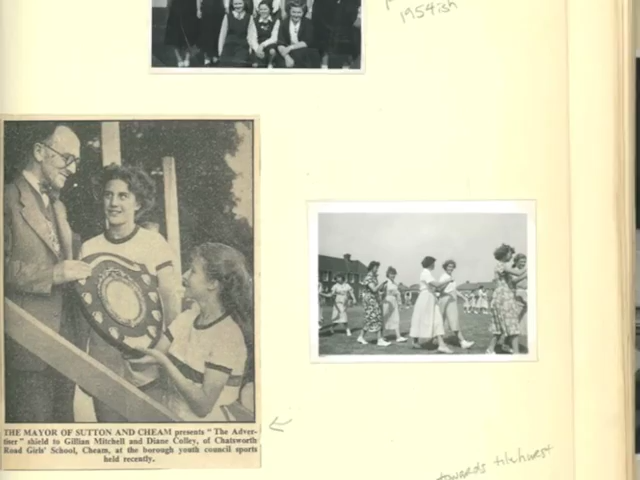 1954ish
THE MAYOR OF SUTTON AND CHEAM presents "The Adver-
tiser" shield to Gillian Mitchell and Diane Colley, of Chatsworth
Road Girls' School, Cheam, at the borough youth council sports
held recently.
towards